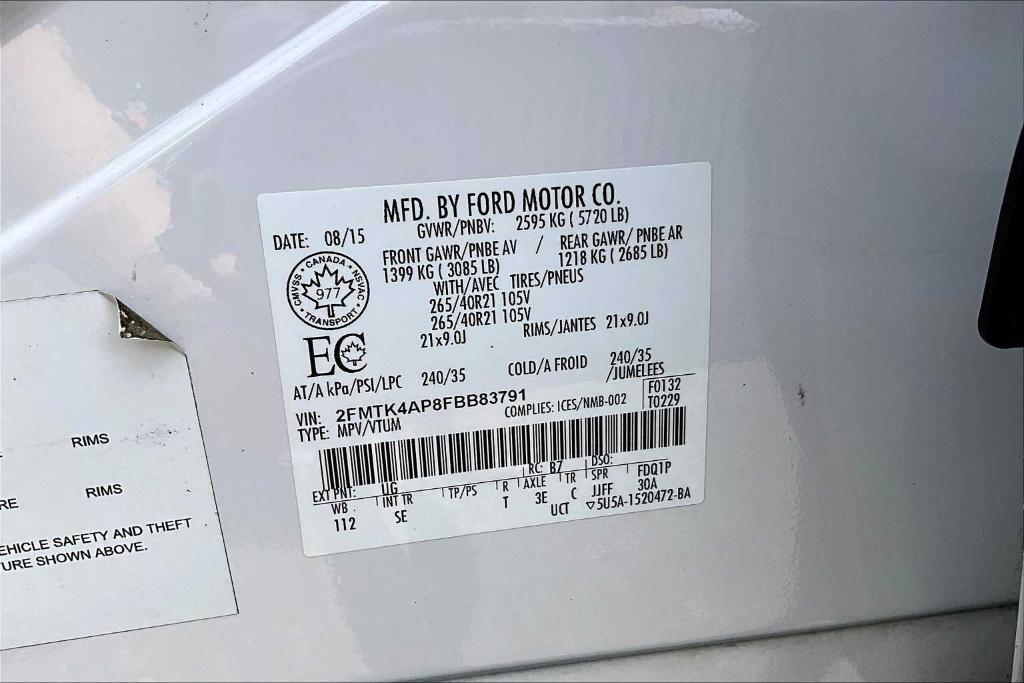 MFD. BY FORD MOTOR CO.
DATE: 08/15
GVWR/PNBV: 2595 KG ( 5720 LB)
FRONT GAWR/PNBE AV / REAR GAWR/ PNBE AR
1399 KG ( 3085 LB) 1218 KG ( 2685 LB)
WITH/AVEC TIRES/PNEUS
265/40R21 105V
265/40R21 105V
21x9.0J RIMS/JANTES 21x9.0J
CANADA • NSVAC • TRANSPORT • CMVSS •
977
EC
AT/A kPa/PSI/LPC 240/35 COLD/A FROID 240/35
/JUMELEES
VIN: 2FMTK4AP8FBB83791
TYPE: MPV/VTUM COMPLIES: ICES/NMB-002
F0132
T0229
EXT PNT: UG RC: B7 DSO: FDQ1P
WB INT TR TP/PS R AXLE TR SPR 30A
112 SE T 3E C JJFF
UCT ▽5U5A-1520472-BA
RIMS
RE RIMS
EHICLE SAFETY AND THEFT
URE SHOWN ABOVE.